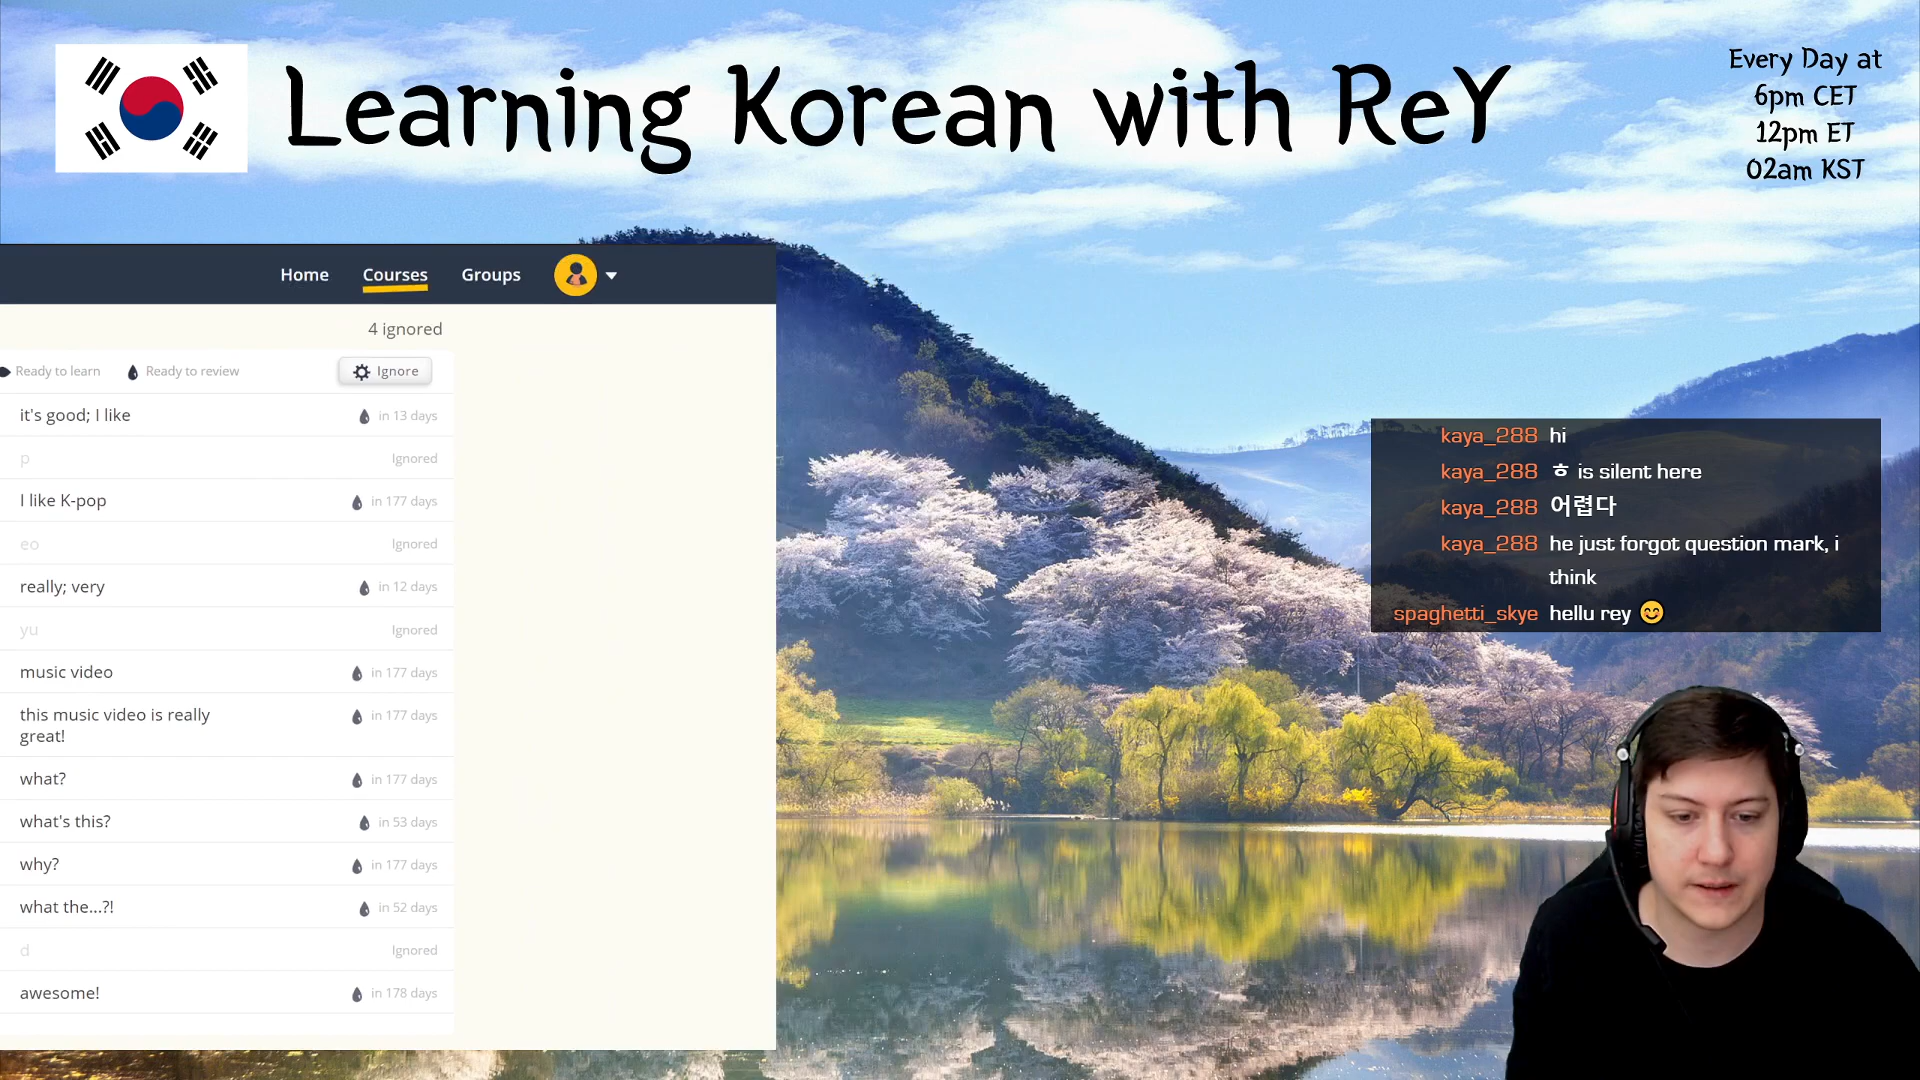 Learning Korean with ReY
Every Day at
6pm CET
12pm ET
02am KST
Home Courses Groups
4 ignored
Ready to learn Ready to review Ignore
it's good; I like in 13 days
p Ignored
I like K-pop in 177 days
eo Ignored
really; very in 12 days
yu Ignored
music video in 177 days
this music video is really in 177 days
great!
what? in 177 days
what's this? in 53 days
why? in 177 days
what the...?! in 52 days
d Ignored
awesome! in 178 days
kaya_288 hi
kaya_288 ㅎ is silent here
kaya_288 어렵다
kaya_288 he just forgot question mark, i
think
spaghetti_skye hellu rey 😊